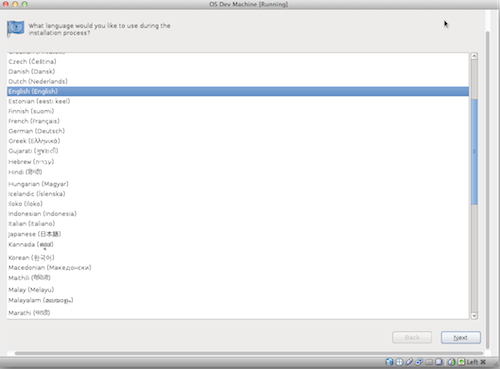 OS Dev Machine [Running]
What language would you like to use during the
installation process?
Czech (Čeština)
Danish (Dansk)
Dutch (Nederlands)
English (English)
Estonian (eesti keel)
Finnish (suomi)
French (Français)
German (Deutsch)
Greek (Ελληνικά)
Gujarati (ગુજરાતી)
Hebrew (עברית)
Hindi (हिन्दी)
Hungarian (Magyar)
Icelandic (Íslenska)
Iloko (Iloko)
Indonesian (Indonesia)
Italian (Italiano)
Japanese (日本語)
Kannada
Korean (한국어)
Macedonian (Македонски)
Maithili (मैथिली)
Malay (Melayu)
Malayalam (മലയാളം)
Marathi (मराठी)
Back
Next
Left ⌘